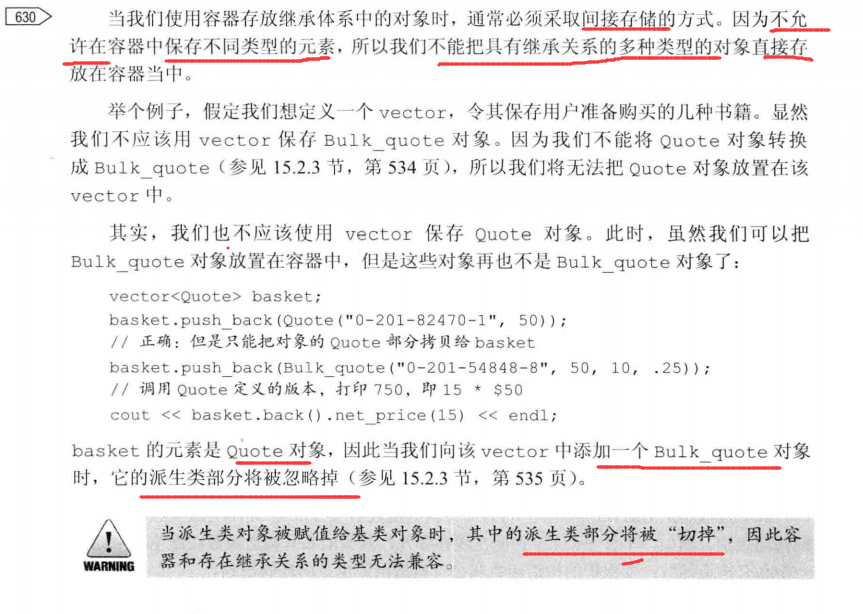 630
当我们使用容器存放继承体系中的对象时，通常必须采取间接存储的方式。因为不允
许在容器中保存不同类型的元素，所以我们不能把具有继承关系的多种类型的对象直接存
放在容器当中。
举个例子，假定我们想定义一个 vector，令其保存用户准备购买的几种书籍。显然
我们不应该用 vector 保存 Bulk_quote 对象。因为我们不能将 Quote 对象转换
成 Bulk_quote（参见 15.2.3 节，第 534 页），所以我们将无法把 Quote 对象放置在该
vector 中。
其实，我们也不应该使用 vector 保存 Quote 对象。此时，虽然我们可以把
Bulk_quote 对象放置在容器中，但是这些对象再也不是 Bulk_quote 对象了：
vector<Quote> basket;
basket.push_back(Quote("0-201-82470-1", 50));
// 正确：但是只能把对象的 Quote 部分拷贝给 basket
basket.push_back(Bulk_quote("0-201-54848-8", 50, 10, .25));
// 调用 Quote 定义的版本，打印 750，即 15 * $50
cout << basket.back().net_price(15) << endl;
basket 的元素是 Quote 对象，因此当我们向该 vector 中添加一个 Bulk_quote 对象
时，它的派生类部分将被忽略掉（参见 15.2.3 节，第 535 页）。
当派生类对象被赋值给基类对象时，其中的派生类部分将被“切掉”，因此容
器和存在继承关系的类型无法兼容。
WARNING